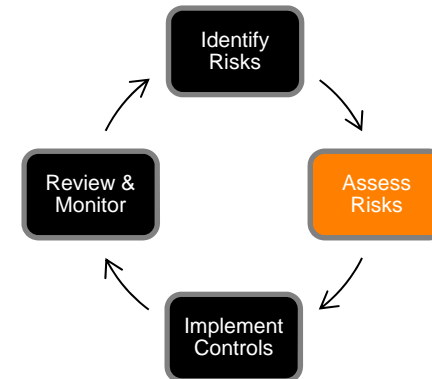 Identify
Risks
Assess
Risks
Implement
Controls
Review &
Monitor